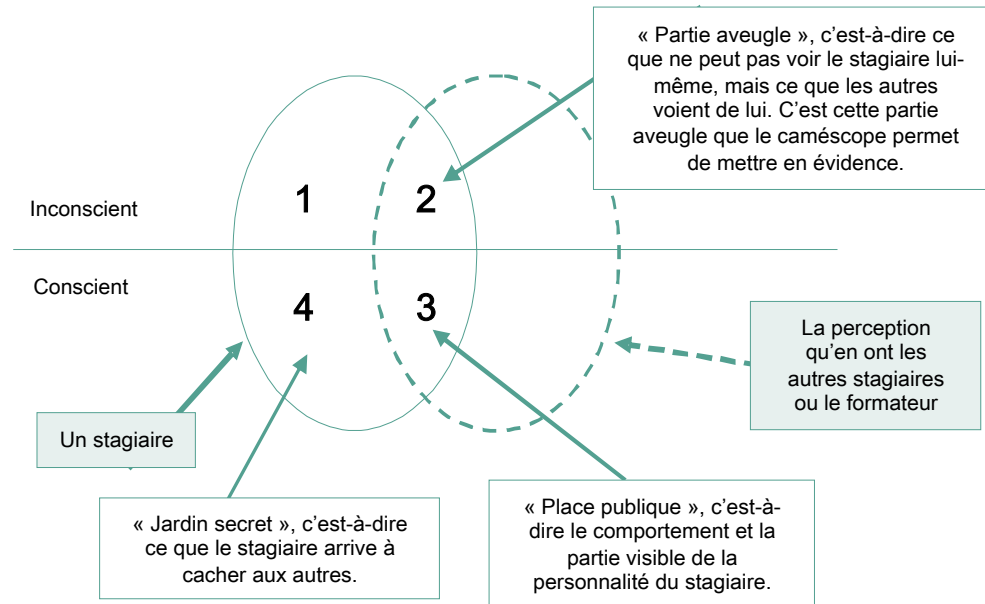 « Partie aveugle », c'est-à-dire ce
que ne peut pas voir le stagiaire lui-
même, mais ce que les autres
voient de lui. C'est cette partie
aveugle que le caméscope permet
de mettre en évidence.
1
2
Inconscient
Conscient
4
3
La perception
qu'en ont les
autres stagiaires
ou le formateur
Un stagiaire
« Jardin secret », c'est-à-dire
ce que le stagiaire arrive à
cacher aux autres.
« Place publique », c'est-à-
dire le comportement et la
partie visible de la
personnalité du stagiaire.